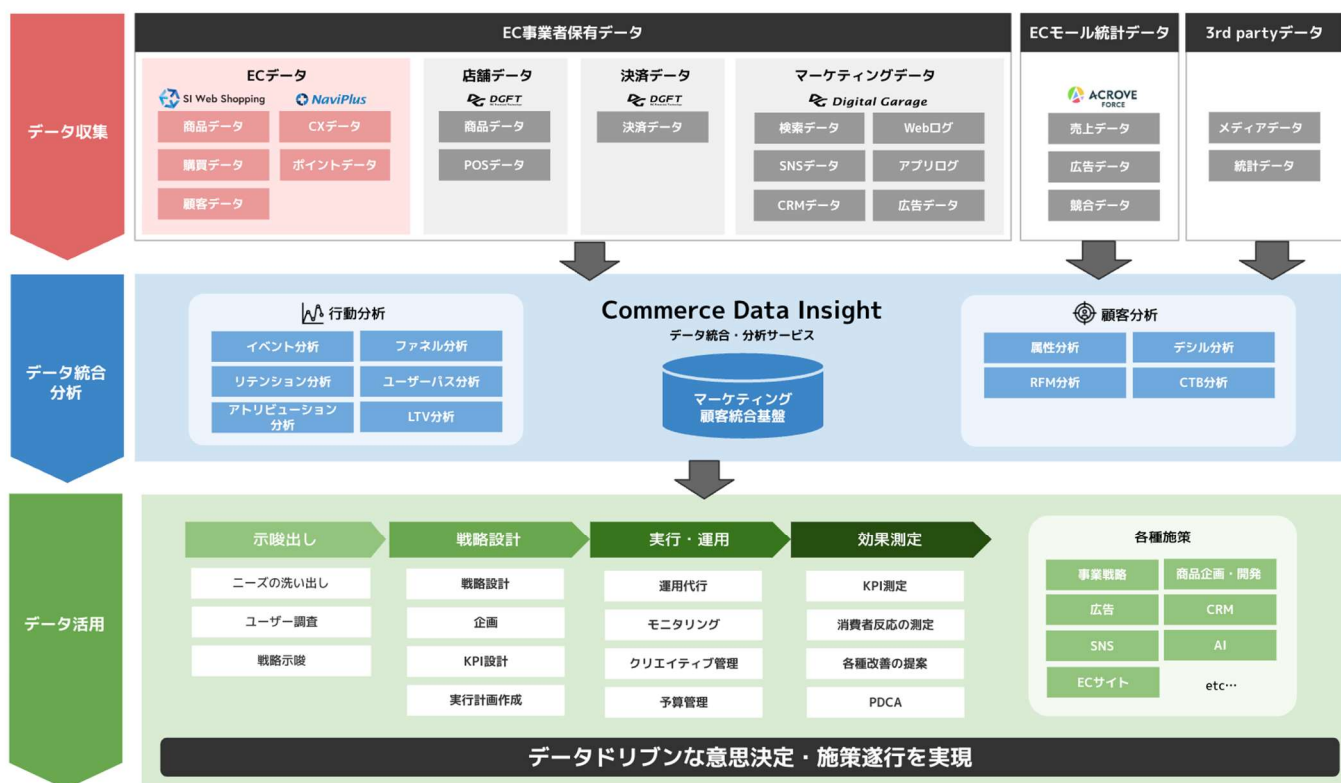 EC事業者保有データ
ECモール統計データ
3rd partyデータ
データ収集
ECデータ
SI Web Shopping
NaviPlus
商品データ
CXデータ
購買データ
ポイントデータ
顧客データ
店舗データ
DGFT
商品データ
POSデータ
決済データ
DGFT
決済データ
マーケティングデータ
Digital Garage
検索データ
Webログ
SNSデータ
アプリログ
CRMデータ
広告データ
ACROVE
FORCE
売上データ
広告データ
競合データ
メディアデータ
統計データ
データ統合
分析
行動分析
イベント分析
ファネル分析
リテンション分析
ユーザーパス分析
アトリビューション
分析
LTV分析
Commerce Data Insight
データ統合・分析サービス
マーケティング
顧客統合基盤
顧客分析
属性分析
デシル分析
RFM分析
CTB分析
データ活用
示唆出し
ニーズの洗い出し
ユーザー調査
戦略示唆
戦略設計
戦略設計
企画
KPI設計
実行計画作成
実行・運用
運用代行
モニタリング
クリエイティブ管理
予算管理
効果測定
KPI測定
消費者反応の測定
各種改善の提案
PDCA
各種施策
事業戦略
商品企画・開発
広告
CRM
SNS
AI
ECサイト
etc…
データドリブンな意思決定・施策遂行を実現